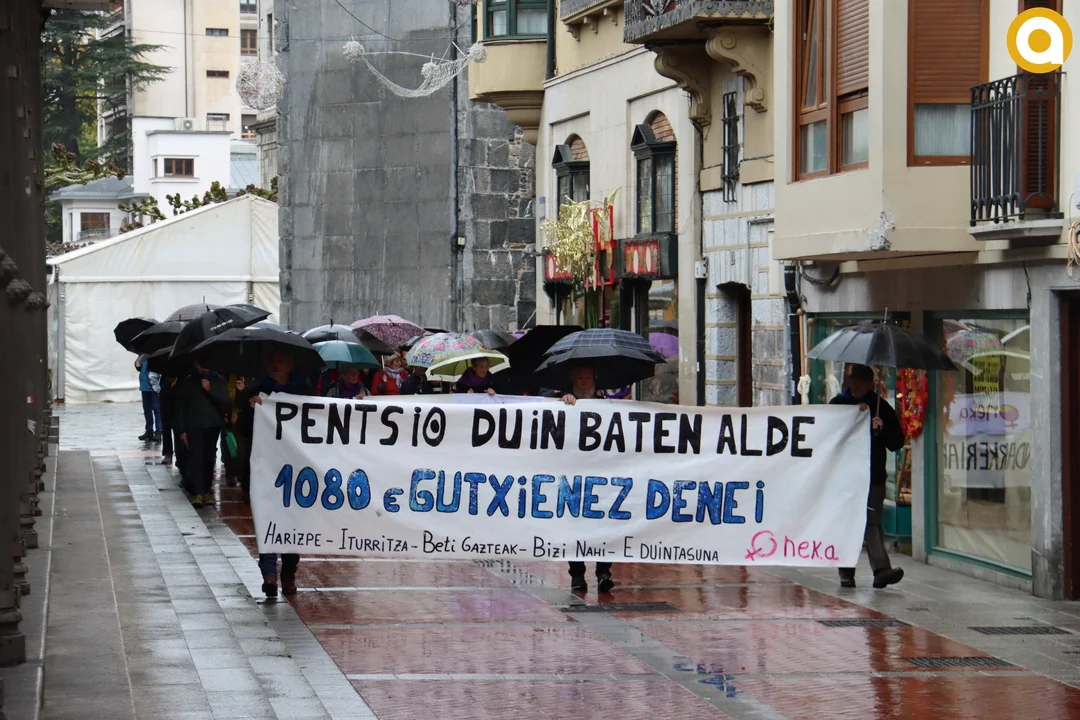 PENTSIO DUIN BATEN ALDE
1080 € GUTXIENEZ DENEI
HARIZPE - ITURRITZA - BETI GAZTEAK - BIZI NAHI - E DUINTASUNA
Oneka
a